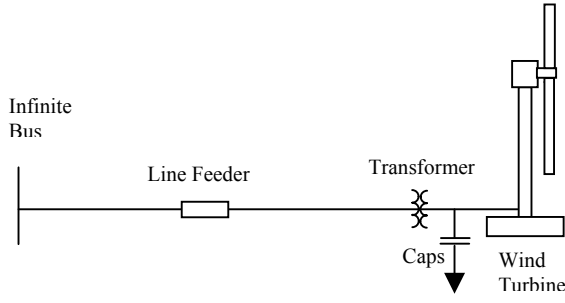 Infinite
Bus
Line Feeder
Transformer
Caps
Wind
Turbine